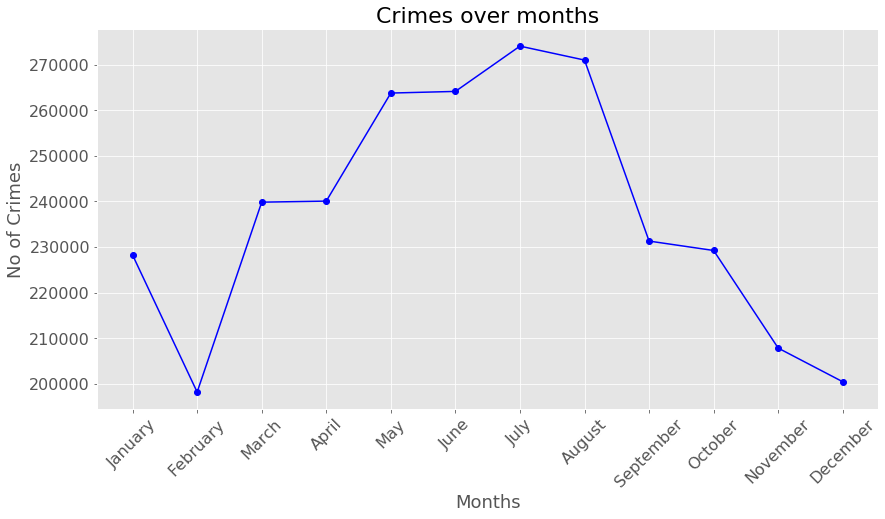 Crimes over months
No of Crimes
270000
260000
250000
240000
230000
220000
210000
200000
January
February
March
April
May
June
July
August
September
October
November
December
Months